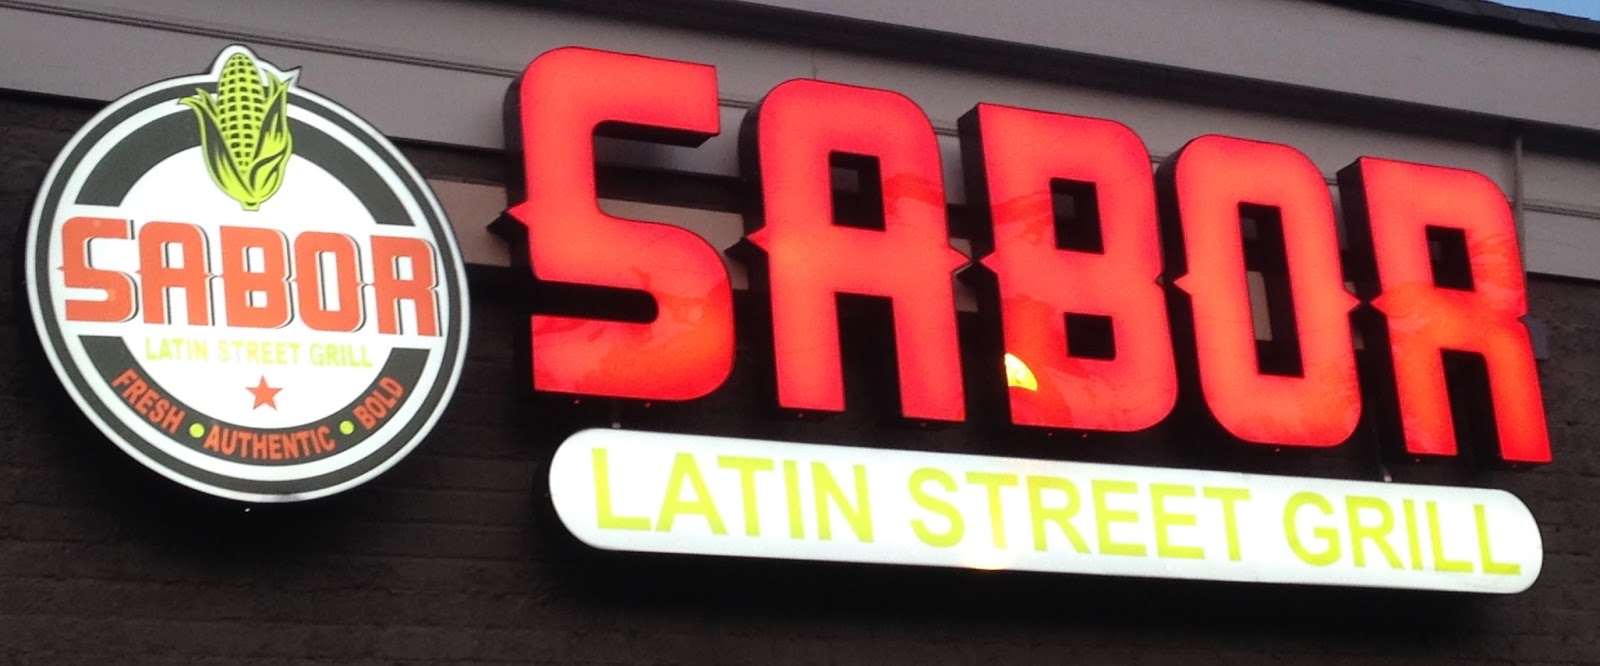 SABOR
LATIN STREET GRILL
FRESH • AUTHENTIC • BOLD
SABOR
LATIN STREET GRILL